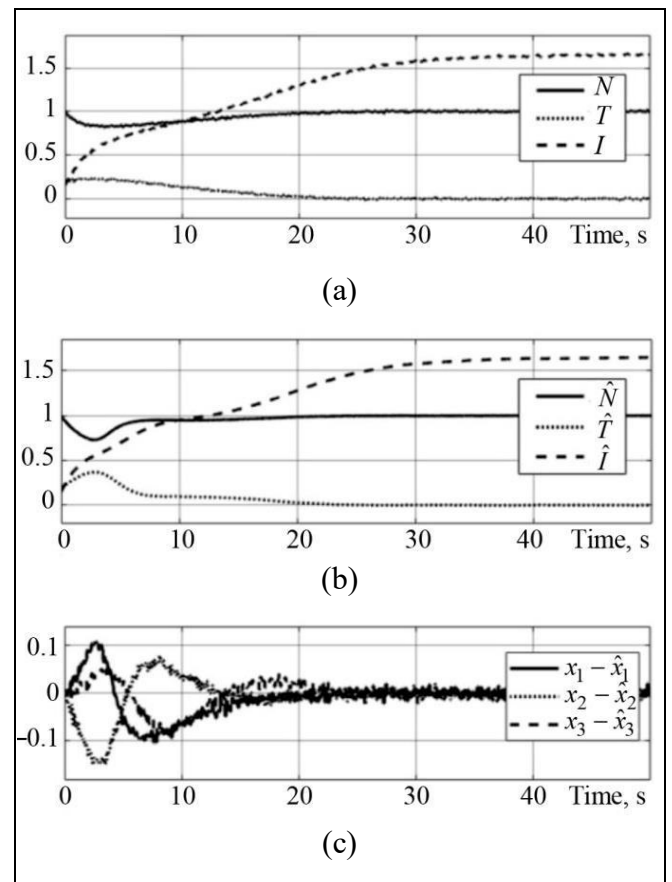 1.5
1
0.5
0
N
T
I
0 10 20 30 40 Time, s
(a)
1.5
1
0.5
0
N̂
T̂
Î
0 10 20 30 40 Time, s
(b)
0.1
0
–0.1
x₁ – x̂₁
x₂ – x̂₂
x₃ – x̂₃
0 10 20 30 40 Time, s
(c)